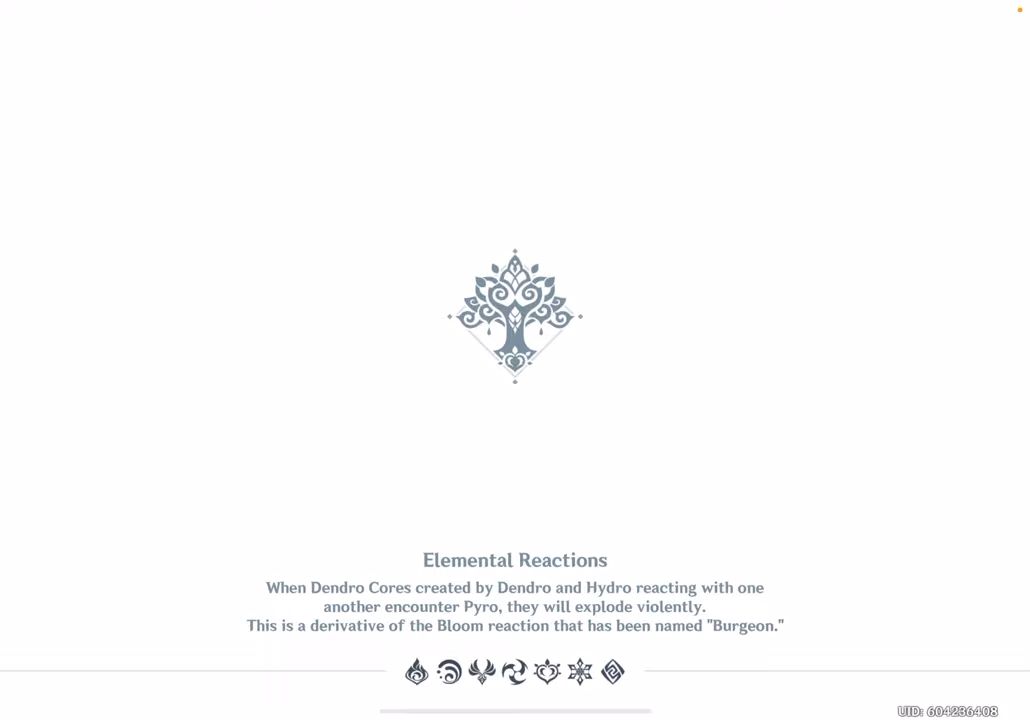 Elemental Reactions
When Dendro Cores created by Dendro and Hydro reacting with one
another encounter Pyro, they will explode violently.
This is a derivative of the Bloom reaction that has been named "Burgeon."
UID: 604236408